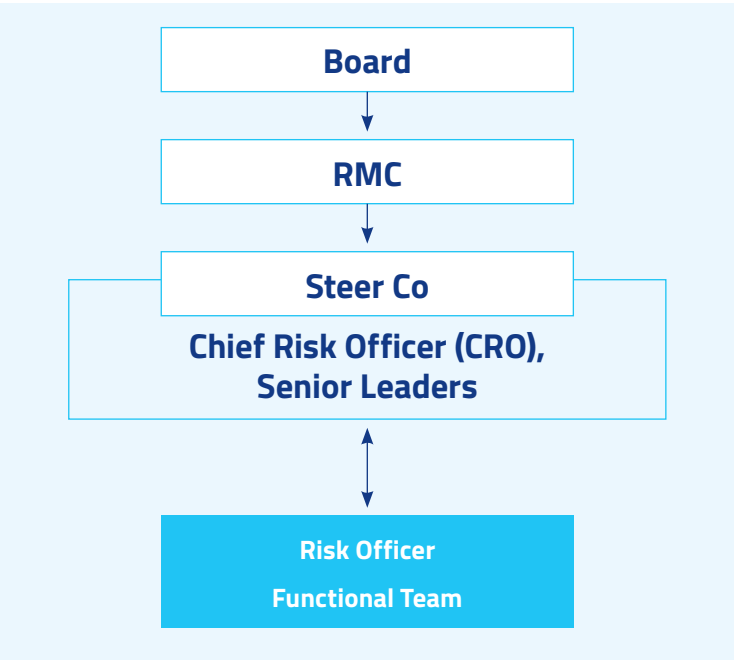 Board
RMC
Steer Co
Chief Risk Officer (CRO),
Senior Leaders
Risk Officer
Functional Team